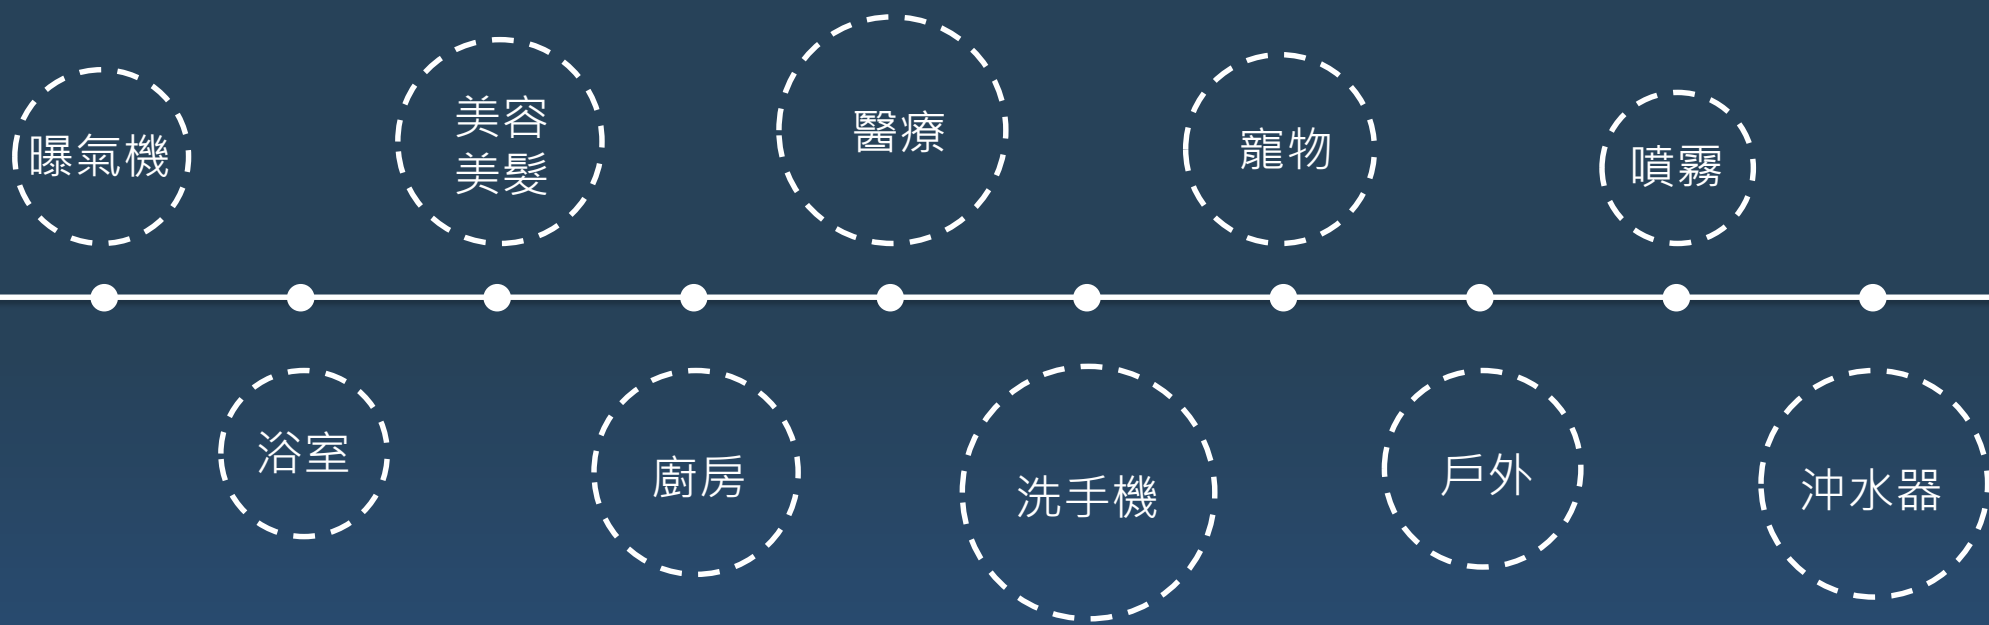 曝氣機
美容
美髮
醫療
寵物
噴霧
浴室
廚房
洗手機
戶外
沖水器